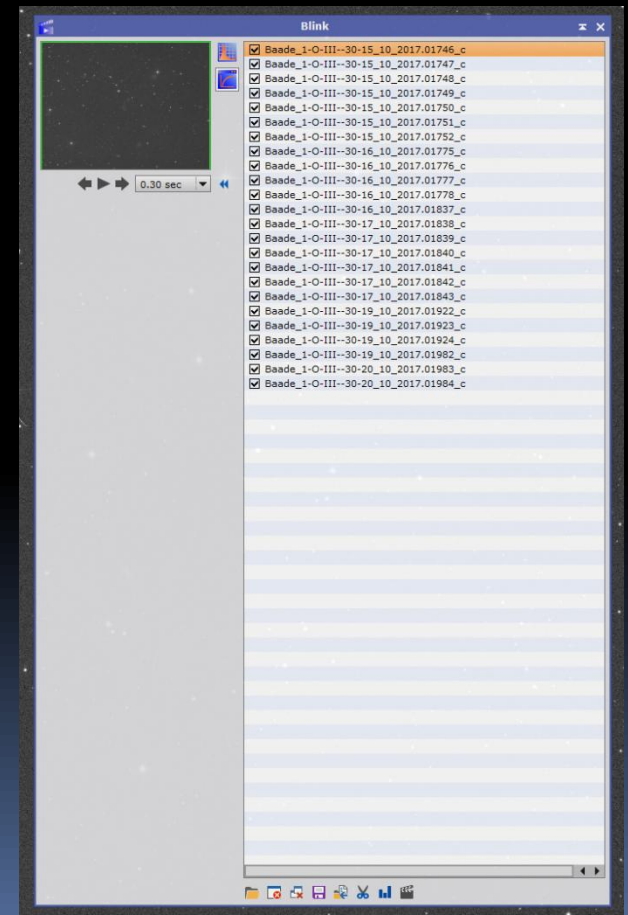 Blink
Baade_1-O-III--30-15_10_2017.01746_c
Baade_1-O-III--30-15_10_2017.01747_c
Baade_1-O-III--30-15_10_2017.01748_c
Baade_1-O-III--30-15_10_2017.01749_c
Baade_1-O-III--30-15_10_2017.01750_c
Baade_1-O-III--30-15_10_2017.01751_c
Baade_1-O-III--30-15_10_2017.01752_c
Baade_1-O-III--30-16_10_2017.01775_c
Baade_1-O-III--30-16_10_2017.01776_c
Baade_1-O-III--30-16_10_2017.01777_c
Baade_1-O-III--30-16_10_2017.01778_c
Baade_1-O-III--30-16_10_2017.01837_c
Baade_1-O-III--30-17_10_2017.01838_c
Baade_1-O-III--30-17_10_2017.01839_c
Baade_1-O-III--30-17_10_2017.01840_c
Baade_1-O-III--30-17_10_2017.01841_c
Baade_1-O-III--30-17_10_2017.01842_c
Baade_1-O-III--30-17_10_2017.01843_c
Baade_1-O-III--30-19_10_2017.01922_c
Baade_1-O-III--30-19_10_2017.01923_c
Baade_1-O-III--30-19_10_2017.01924_c
Baade_1-O-III--30-19_10_2017.01982_c
Baade_1-O-III--30-20_10_2017.01983_c
Baade_1-O-III--30-20_10_2017.01984_c
0.30 sec